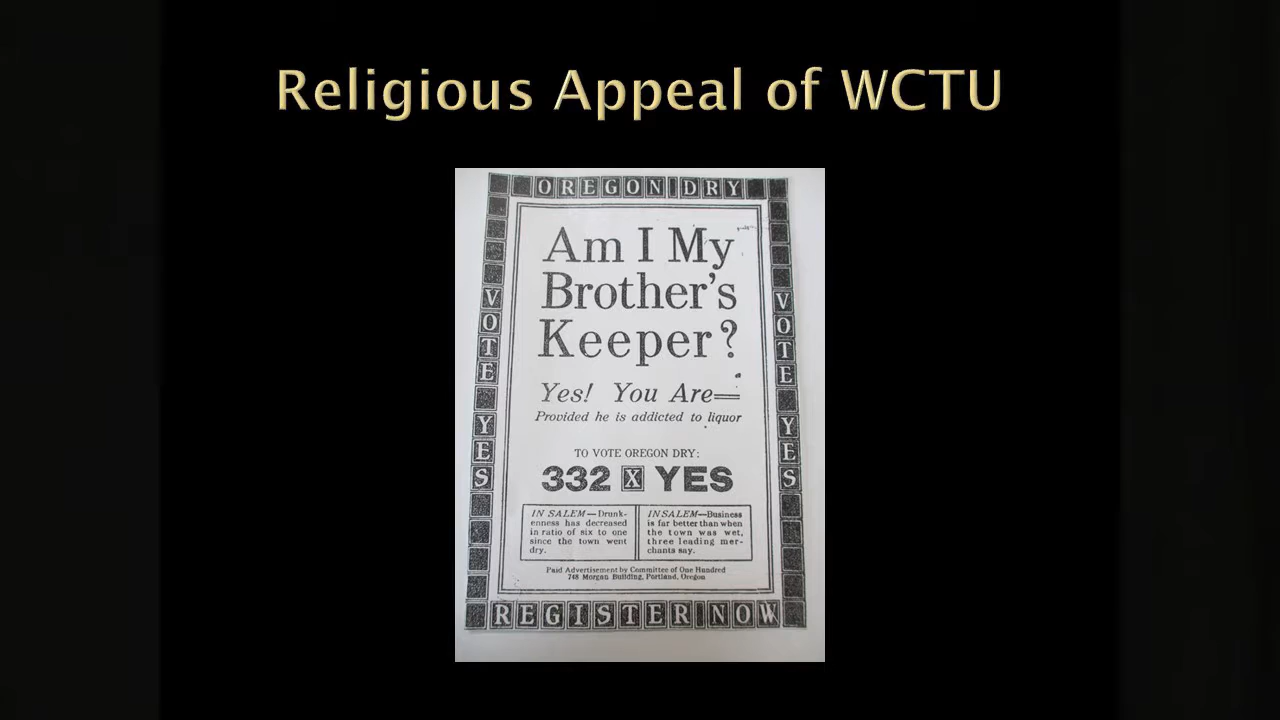 Religious Appeal of WCTU
OREGON DRY
VOTE YES
VOTE YES
Am I My
Brother's
Keeper?
Yes! You Are=
Provided he is addicted to liquor
TO VOTE OREGON DRY:
332 X YES
IN SALEM—Drunk-
enness has decreased
in ratio of six to one
since the town went
dry.
IN SALEM—Business
is far better than when
the town was wet,
three leading mer-
chants say.
Paid Advertisement by Committee of One Hundred
748 Morgan Building, Portland, Oregon
REGISTER NOW